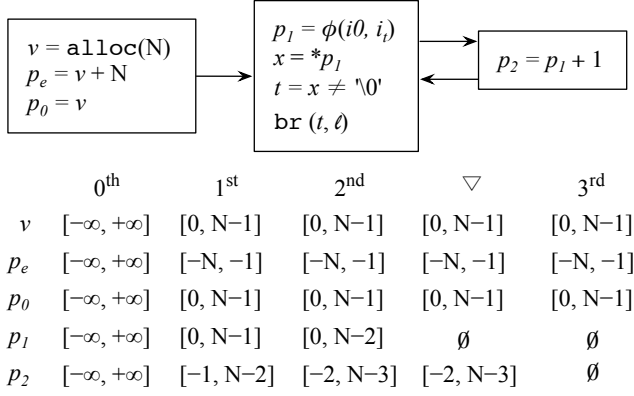 v = alloc(N)
pₑ = v + N
p₀ = v
p₁ = ϕ(i0, iₜ)
x = *p₁
t = x ≠ '\0'
br (t, ℓ)
p₂ = p₁ + 1
0th 1st 2nd ▽ 3rd
v [−∞, +∞] [0, N−1] [0, N−1] [0, N−1] [0, N−1]
pₑ [−∞, +∞] [−N, −1] [−N, −1] [−N, −1] [−N, −1]
p₀ [−∞, +∞] [0, N−1] [0, N−1] [0, N−1] [0, N−1]
p₁ [−∞, +∞] [0, N−1] [0, N−2] ∅ ∅
p₂ [−∞, +∞] [−1, N−2] [−2, N−3] [−2, N−3] ∅